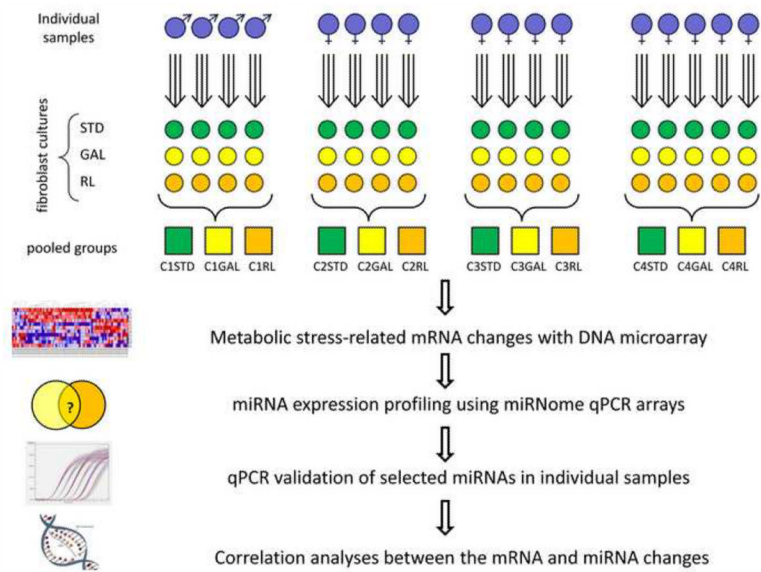 Individual
samples
fibroblast cultures
STD
GAL
RL
pooled groups
C1STD C1GAL C1RL C2STD C2GAL C2RL C3STD C3GAL C3RL C4STD C4GAL C4RL
Metabolic stress-related mRNA changes with DNA microarray
?
miRNA expression profiling using miRNome qPCR arrays
qPCR validation of selected miRNAs in individual samples
Correlation analyses between the mRNA and miRNA changes